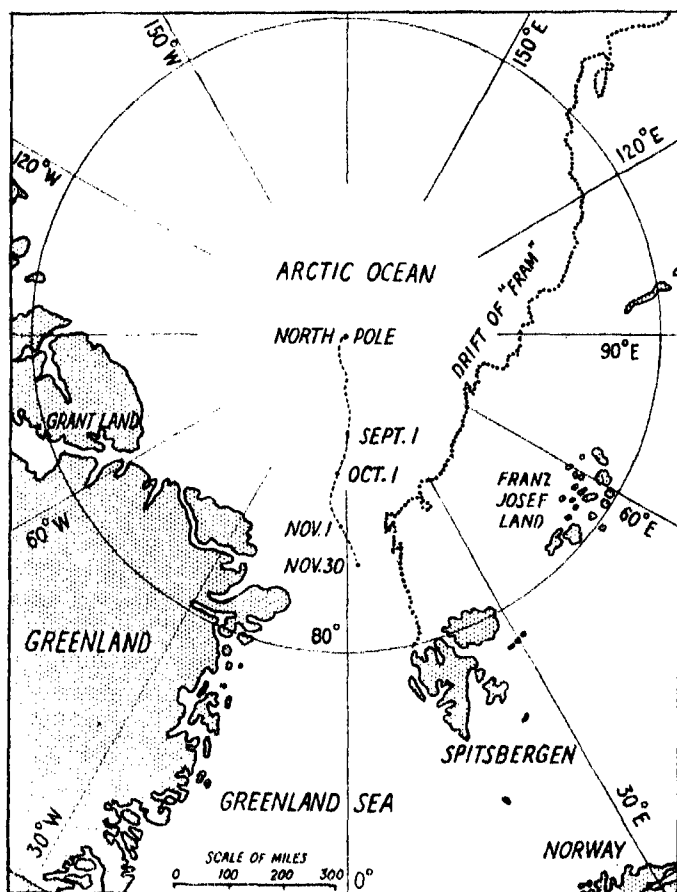 150°W
150°E
120°W
120°E
ARCTIC OCEAN
DRIFT OF "FRAM"
NORTH POLE
90°E
GRANT LAND
SEPT. 1
OCT. 1
FRANZ
JOSEF
LAND
60°W
60°E
NOV. 1
NOV. 30
GREENLAND
80°
SPITSBERGEN
GREENLAND SEA
30°W
30°E
NORWAY
SCALE OF MILES
0 100 200 300
0°